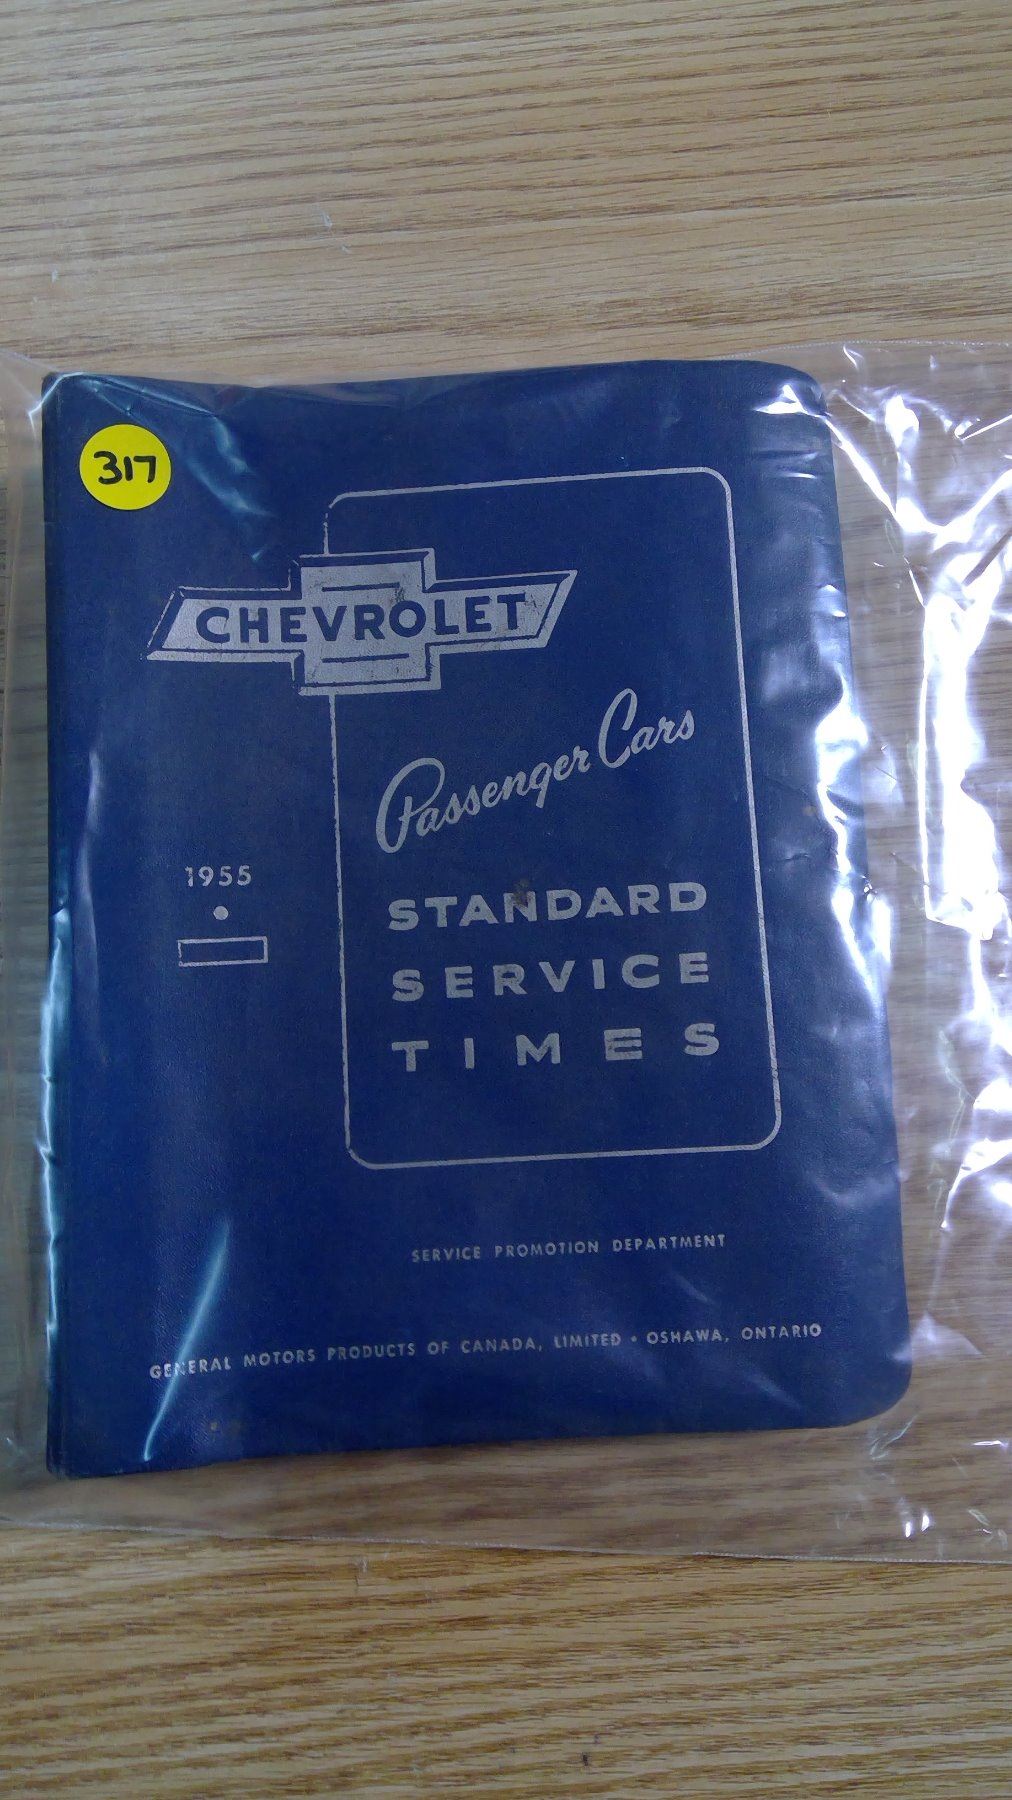 317
CHEVROLET
Passenger Cars
1955
STANDARD
SERVICE
TIMES
SERVICE PROMOTION DEPARTMENT
GENERAL MOTORS PRODUCTS OF CANADA, LIMITED • OSHAWA, ONTARIO